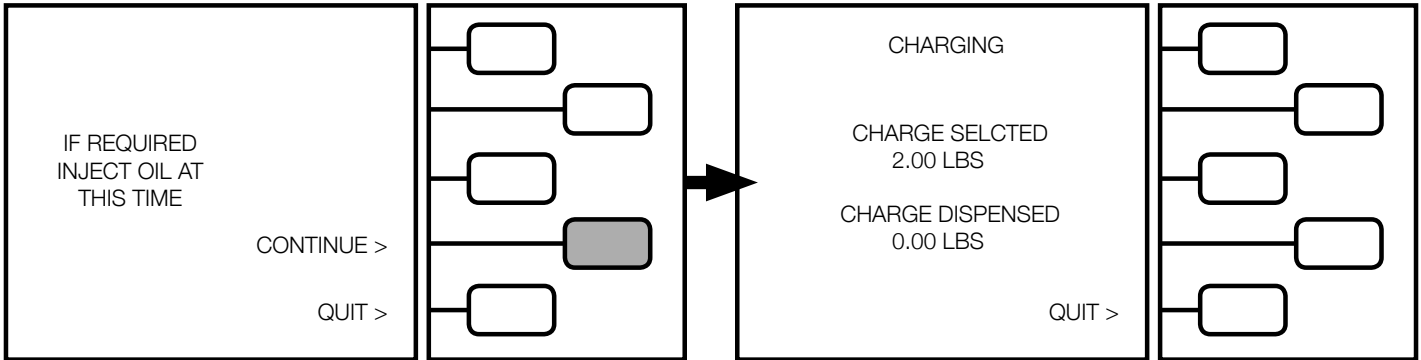 IF REQUIRED
INJECT OIL AT
THIS TIME
CONTINUE >
QUIT >
CHARGING
CHARGE SELCTED
2.00 LBS
CHARGE DISPENSED
0.00 LBS
QUIT >